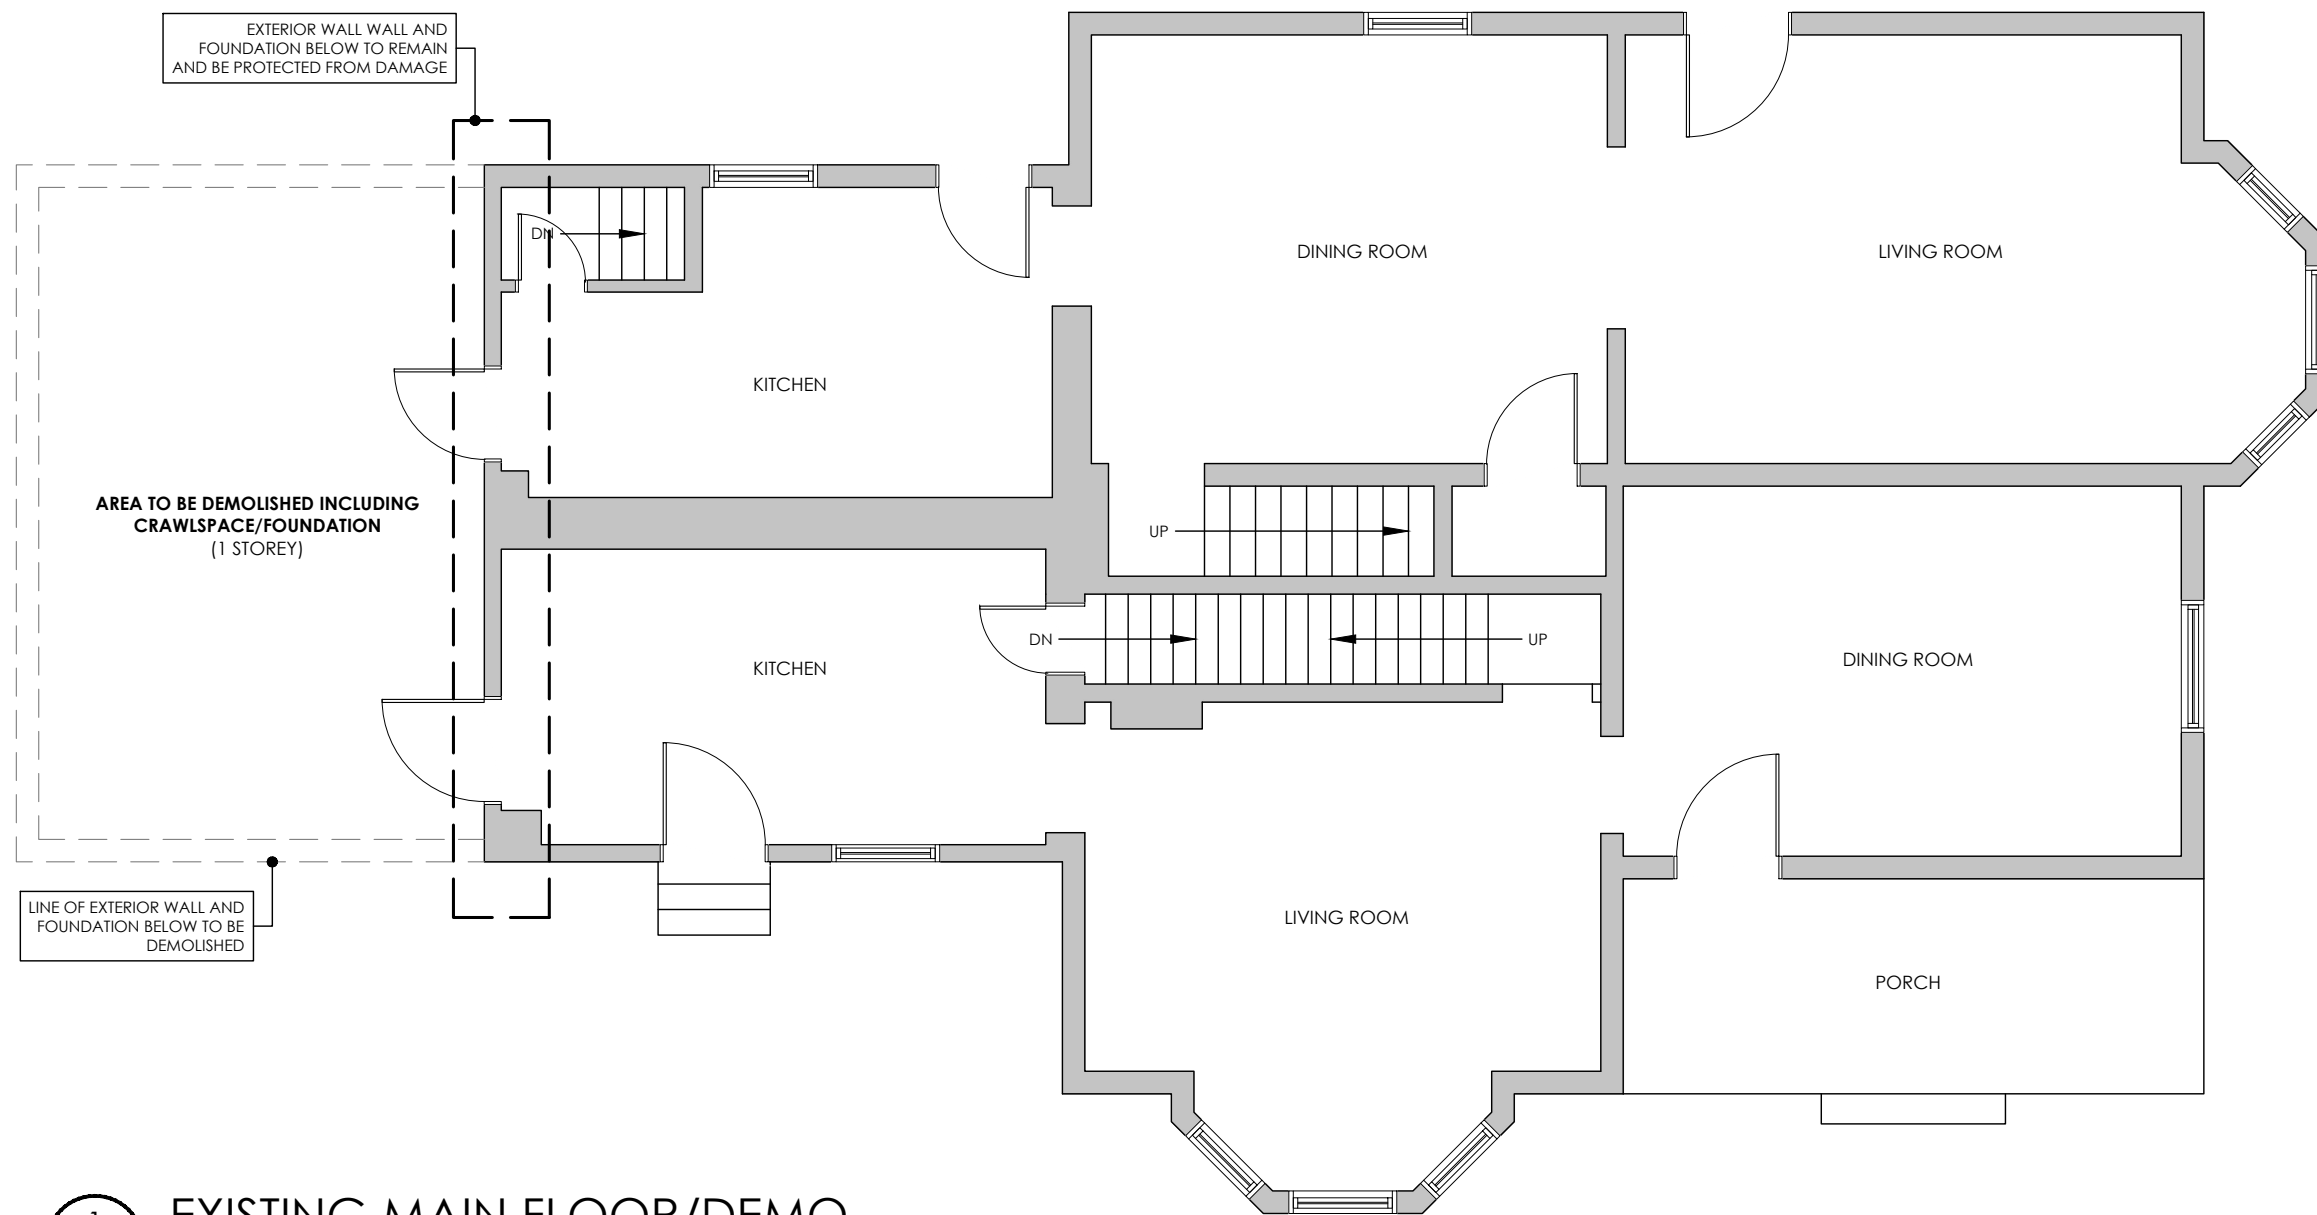 EXTERIOR WALL WALL AND
FOUNDATION BELOW TO REMAIN
AND BE PROTECTED FROM DAMAGE
DN
DINING ROOM
LIVING ROOM
KITCHEN
AREA TO BE DEMOLISHED INCLUDING
CRAWLSPACE/FOUNDATION
(1 STOREY)
UP
DN
UP
KITCHEN
DINING ROOM
LINE OF EXTERIOR WALL AND
FOUNDATION BELOW TO BE
DEMOLISHED
LIVING ROOM
PORCH
1
EXISTING MAIN FLOOR/DEMO